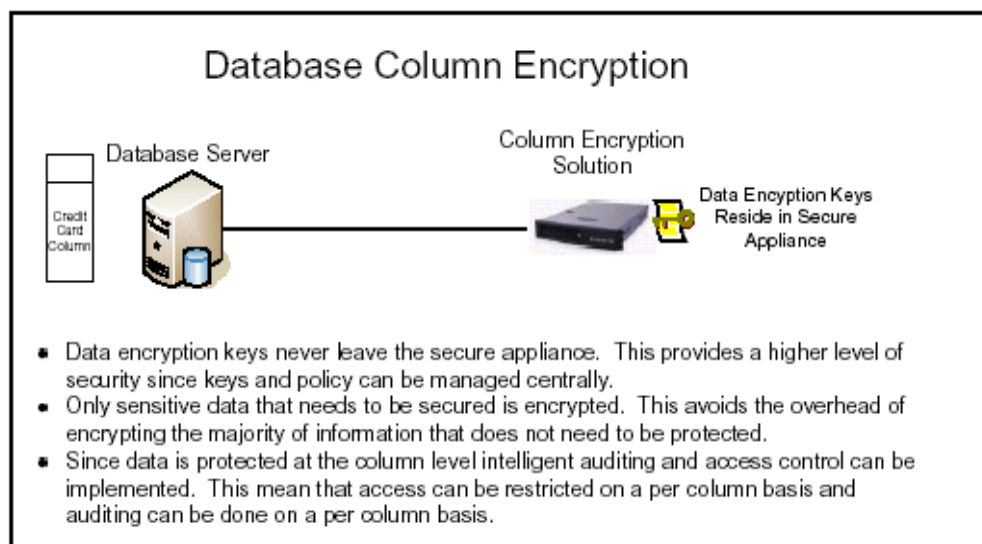 Database Column Encryption
Database Server
Column Encryption
Solution
Credit
Card
Column
Data Encyption Keys
Reside in Secure
Appliance
• Data encryption keys never leave the secure appliance.  This provides a higher level of
security since keys and policy can be managed centrally.
• Only sensitive data that needs to be secured is encrypted.  This avoids the overhead of
encrypting the majority of information that does not need to be protected.
• Since data is protected at the column level intelligent auditing and access control can be
implemented.  This mean that access can be restricted on a per column basis and
auditing can be done on a per column basis.